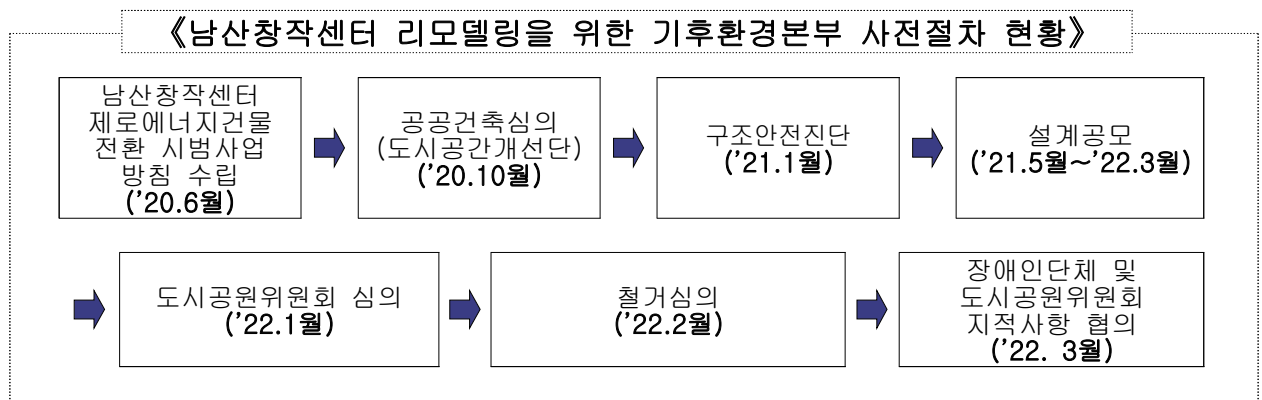 《남산창작센터 리모델링을 위한 기후환경본부 사전절차 현황》
남산창작센터
제로에너지건물
전환 시범사업
방침 수립
('20.6월)
공공건축심의
(도시공간개선단)
('20.10월)
구조안전진단
('21.1월)
설계공모
('21.5월~'22.3월)
도시공원위원회 심의
('22.1월)
철거심의
('22.2월)
장애인단체 및
도시공원위원회
지적사항 협의
('22. 3월)